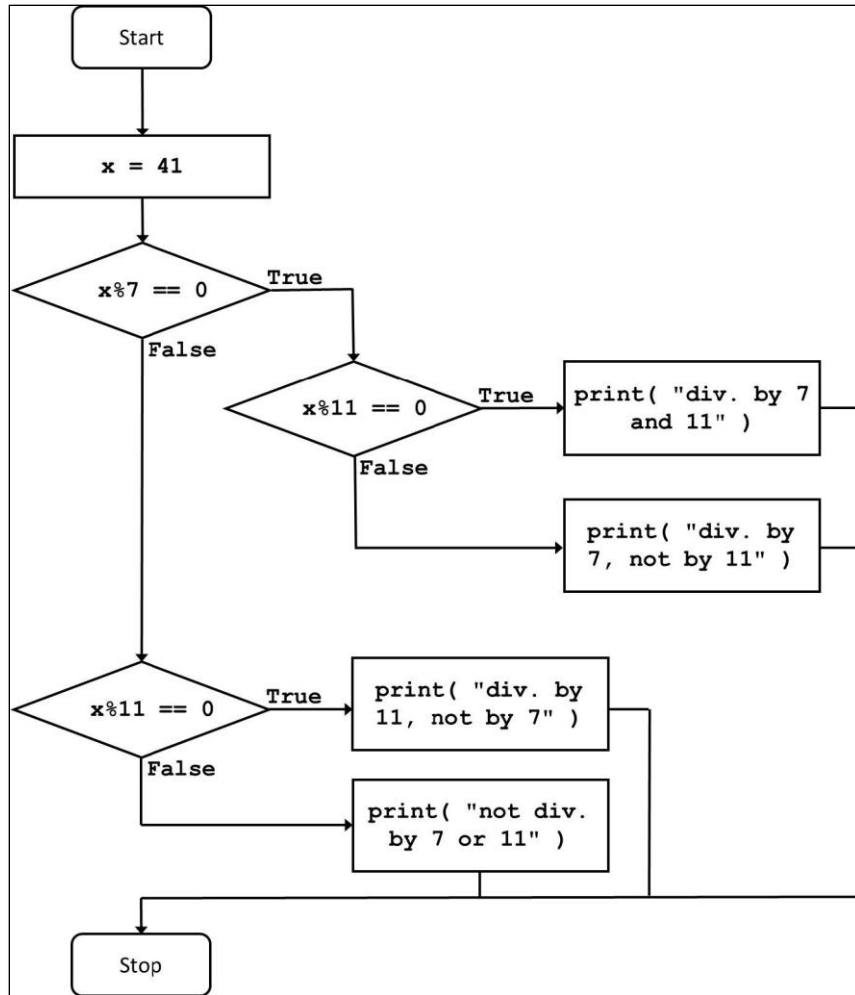 Start
x = 41
x%7 == 0
True
False
x%11 == 0
True
False
print( "div. by 7
and 11" )
print( "div. by
7, not by 11" )
x%11 == 0
True
False
print( "div. by
11, not by 7" )
print( "not div.
by 7 or 11" )
Stop